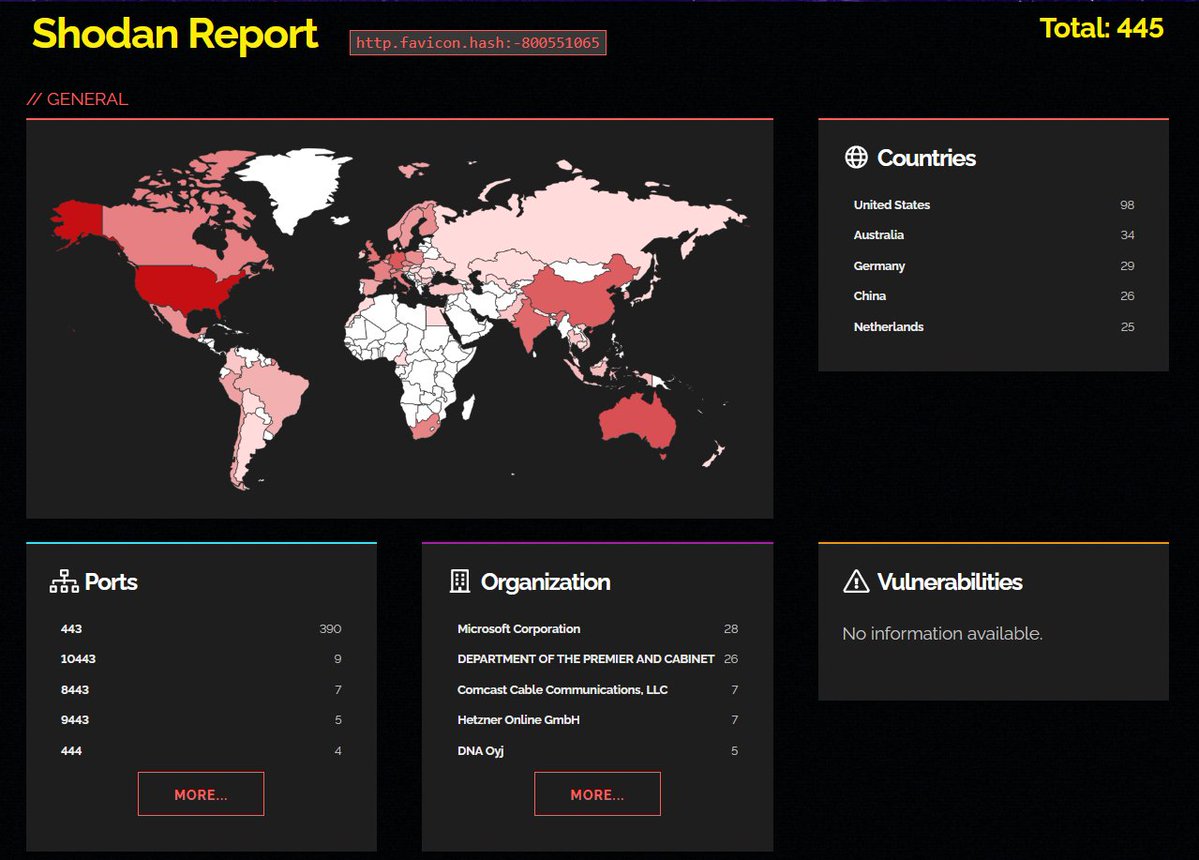 Shodan Report
http.favicon.hash:-800551065
Total: 445
// GENERAL
Countries
United States 98
Australia 34
Germany 29
China 26
Netherlands 25
Ports
443 390
10443 9
8443 7
9443 5
444 4
MORE...
Organization
Microsoft Corporation 28
DEPARTMENT OF THE PREMIER AND CABINET 26
Comcast Cable Communications, LLC 7
Hetzner Online GmbH 7
DNA Oyj 5
MORE...
Vulnerabilities
No information available.